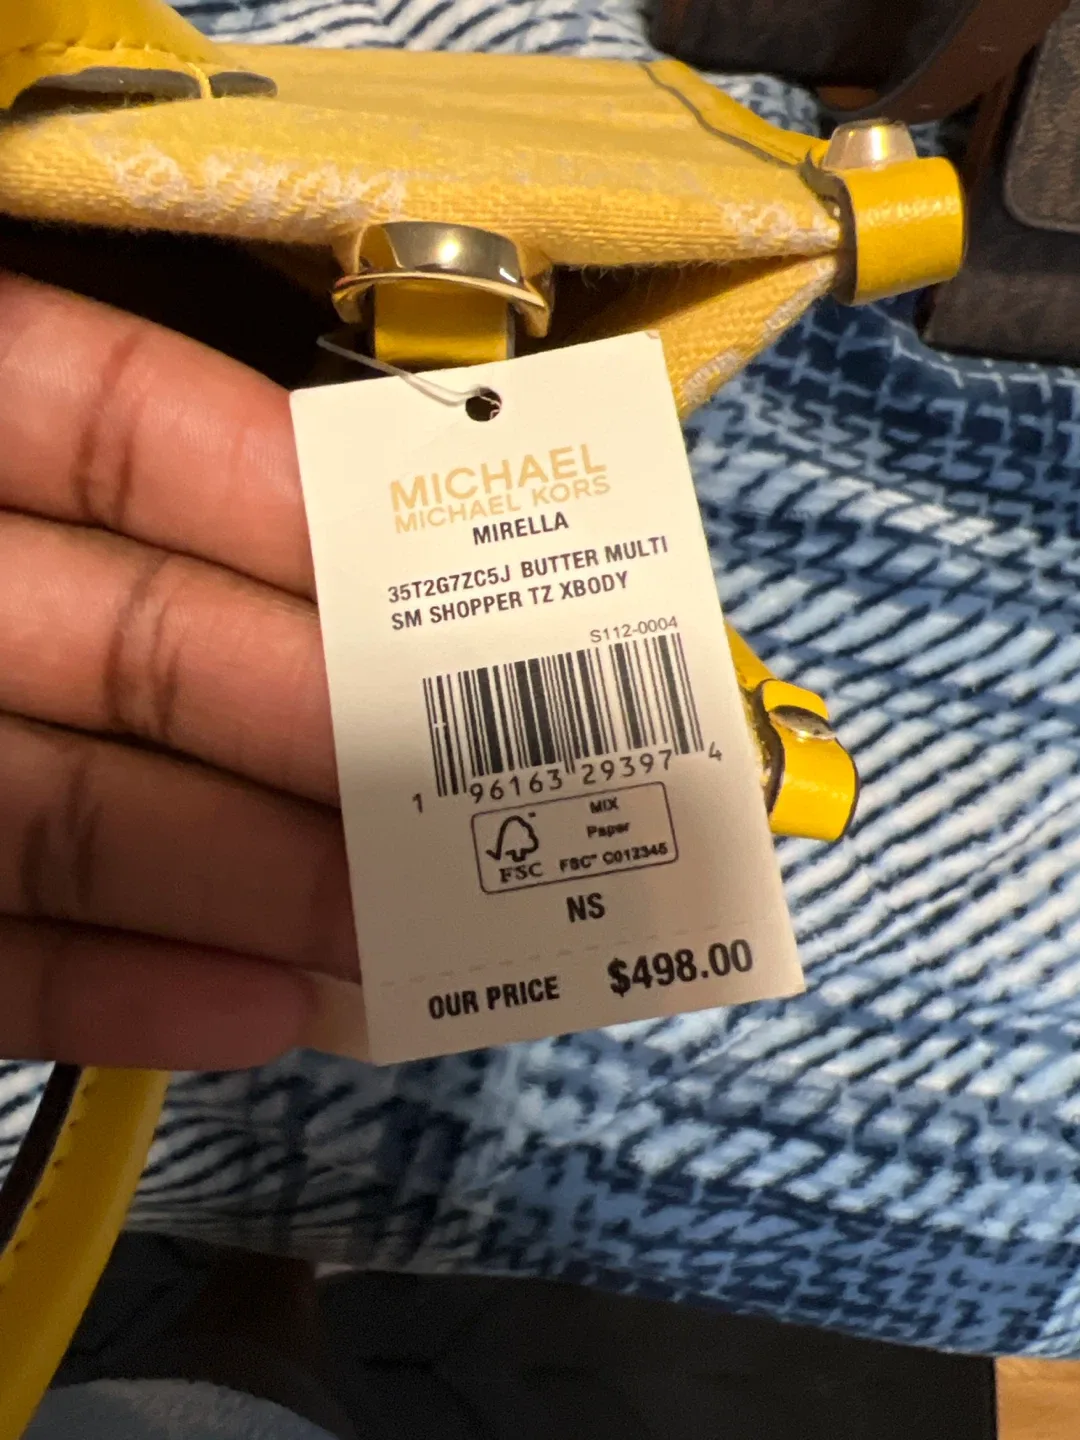 MICHAEL
MICHAEL KORS
MIRELLA
35T2G7ZC5J BUTTER MULTI
SM SHOPPER TZ XBODY
S112-0004
1 96163 29397 4
MIX
Paper
FSC™ C012345
FSC
NS
OUR PRICE $498.00